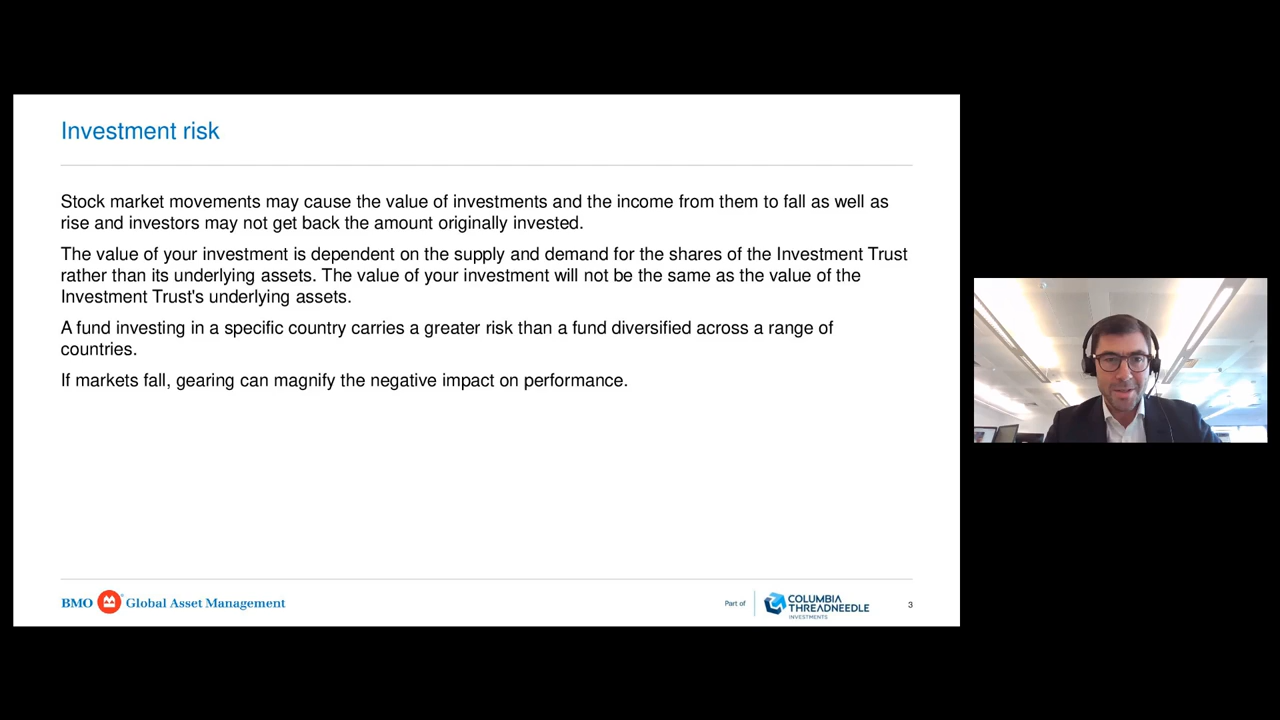 Investment risk
Stock market movements may cause the value of investments and the income from them to fall as well as
rise and investors may not get back the amount originally invested.
The value of your investment is dependent on the supply and demand for the shares of the Investment Trust
rather than its underlying assets. The value of your investment will not be the same as the value of the
Investment Trust's underlying assets.
A fund investing in a specific country carries a greater risk than a fund diversified across a range of
countries.
If markets fall, gearing can magnify the negative impact on performance.
BMO Global Asset Management
Part of
COLUMBIA
THREADNEEDLE
INVESTMENTS
3